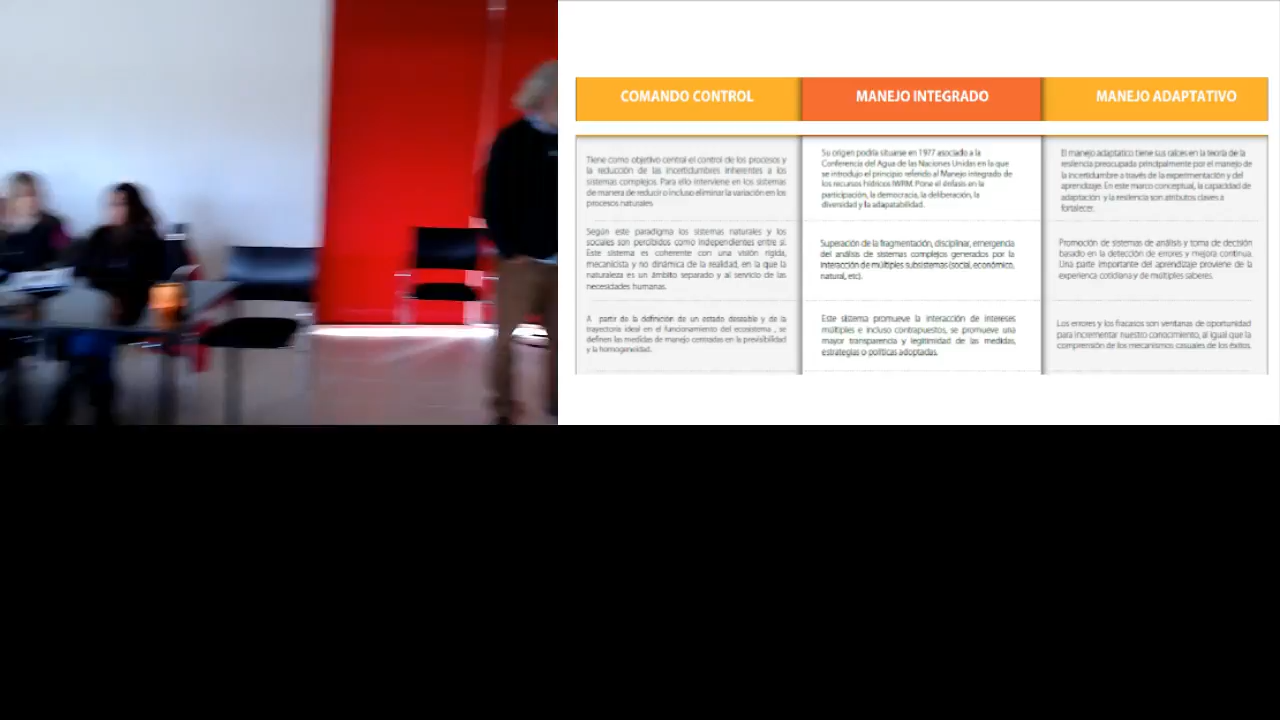 COMANDO CONTROL
MANEJO INTEGRADO
MANEJO ADAPTATIVO
Tiene como objetivo central el control de los procesos y
la reducción de las incertidumbres inherentes a los
sistemas complejos. Para ello interviene en los sistemas
de manera de reducir o incluso eliminar la variación en los
procesos naturales
Según este paradigma los sistemas naturales y los
sociales son percibidos como independientes entre sí.
Este sistema es coherente con una visión rígida,
mecanicista y no dinámica de la realidad, en la que la
naturaleza es un ámbito separado y al servicio de las
necesidades humanas.
A partir de la definición de un estado deseable y de la
trayectoria ideal en el funcionamiento del ecosistema , se
definen las medidas de manejo centradas en la previsibilidad
y la homogeneidad.
Su origen podría situarse en 1977 asociado a la
Conferencia del Agua de las Naciones Unidas en la que
se introdujo el principio referido al Manejo integrado de
los recursos hídricos IWRM. Pone el énfasis en la
participación, la democracia, la deliberación, la
diversidad y la adapatabilidad.
Superación de la fragmentación, disciplinar, emergencia
del análisis de sistemas complejos generados por la
interacción de múltiples subsistemas (social, económico,
natural, etc).
Este sistema promueve la interacción de intereses
múltiples e incluso contrapuestos, se promueve una
mayor transparencia y legitimidad de las medidas,
estrategias o políticas adoptadas.
El manejo adaptatico tiene sus raíces en la teoría de la
resiliencia preocupada principalmente por el manejo de
la incertidumbre a través de la experimentación y del
aprendizaje. En este marco conceptual, la capacidad de
adaptación y la resiliencia son atributos claves a
fortalecer.
Promoción de sistemas de análisis y toma de decisión
basado en la detección de errores y mejora continua.
Una parte importante del aprendizaje proviene de la
experiencia cotidiana y de múltiples saberes.
Los errores y los fracasos son ventanas de oportunidad
para incrementar nuestro conocimiento, al igual que la
comprensión de los mecanismos casuales de los éxitos.